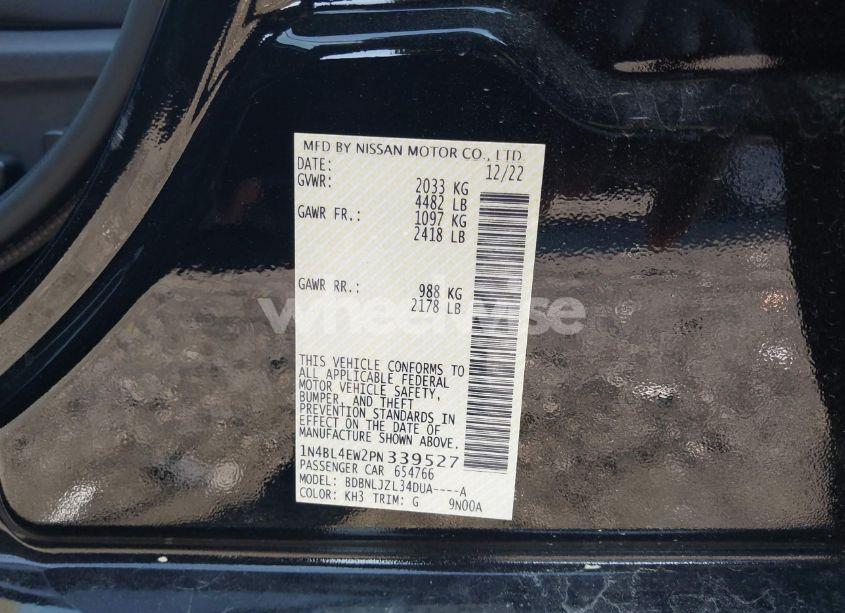 MFD BY NISSAN MOTOR CO., LTD.
DATE: 12/22
GVWR: 2033 KG
4482 LB
GAWR FR.: 1097 KG
2418 LB
GAWR RR.: 988 KG
2178 LB
wheelwise
THIS VEHICLE CONFORMS TO
ALL APPLICABLE FEDERAL
MOTOR VEHICLE SAFETY,
BUMPER, AND THEFT
PREVENTION STANDARDS IN
EFFECT ON THE DATE OF
MANUFACTURE SHOWN ABOVE.
1N4BL4EW2PN339527
PASSENGER CAR 654766
MODEL: BDBNLJZL34DUA----A
COLOR: KH3 TRIM: G 9N00A